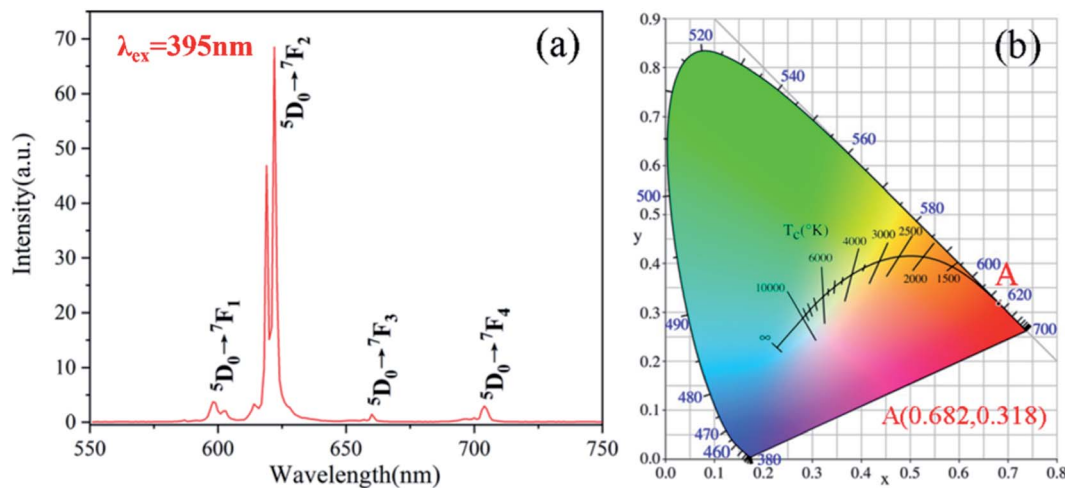 (a)
λex=395nm
Intensity(a.u.)
70
60
50
40
30
20
10
0
⁵D₀→⁷F₁
⁵D₀→⁷F₂
⁵D₀→⁷F₃
⁵D₀→⁷F₄
550 600 650 700 750
Wavelength(nm)
(b)
0.9
0.8
0.7
0.6
0.5
y
0.4
0.3
0.2
0.1
0.0
520
540
560
500
580
Tc(°K)
4000 3000 2500
6000
600
2000 1500
A
10000
620
490
700
∞
480
A(0.682,0.318)
470
460
380
0.0 0.1 0.2 0.3 0.4 0.5 0.6 0.7 0.8
x